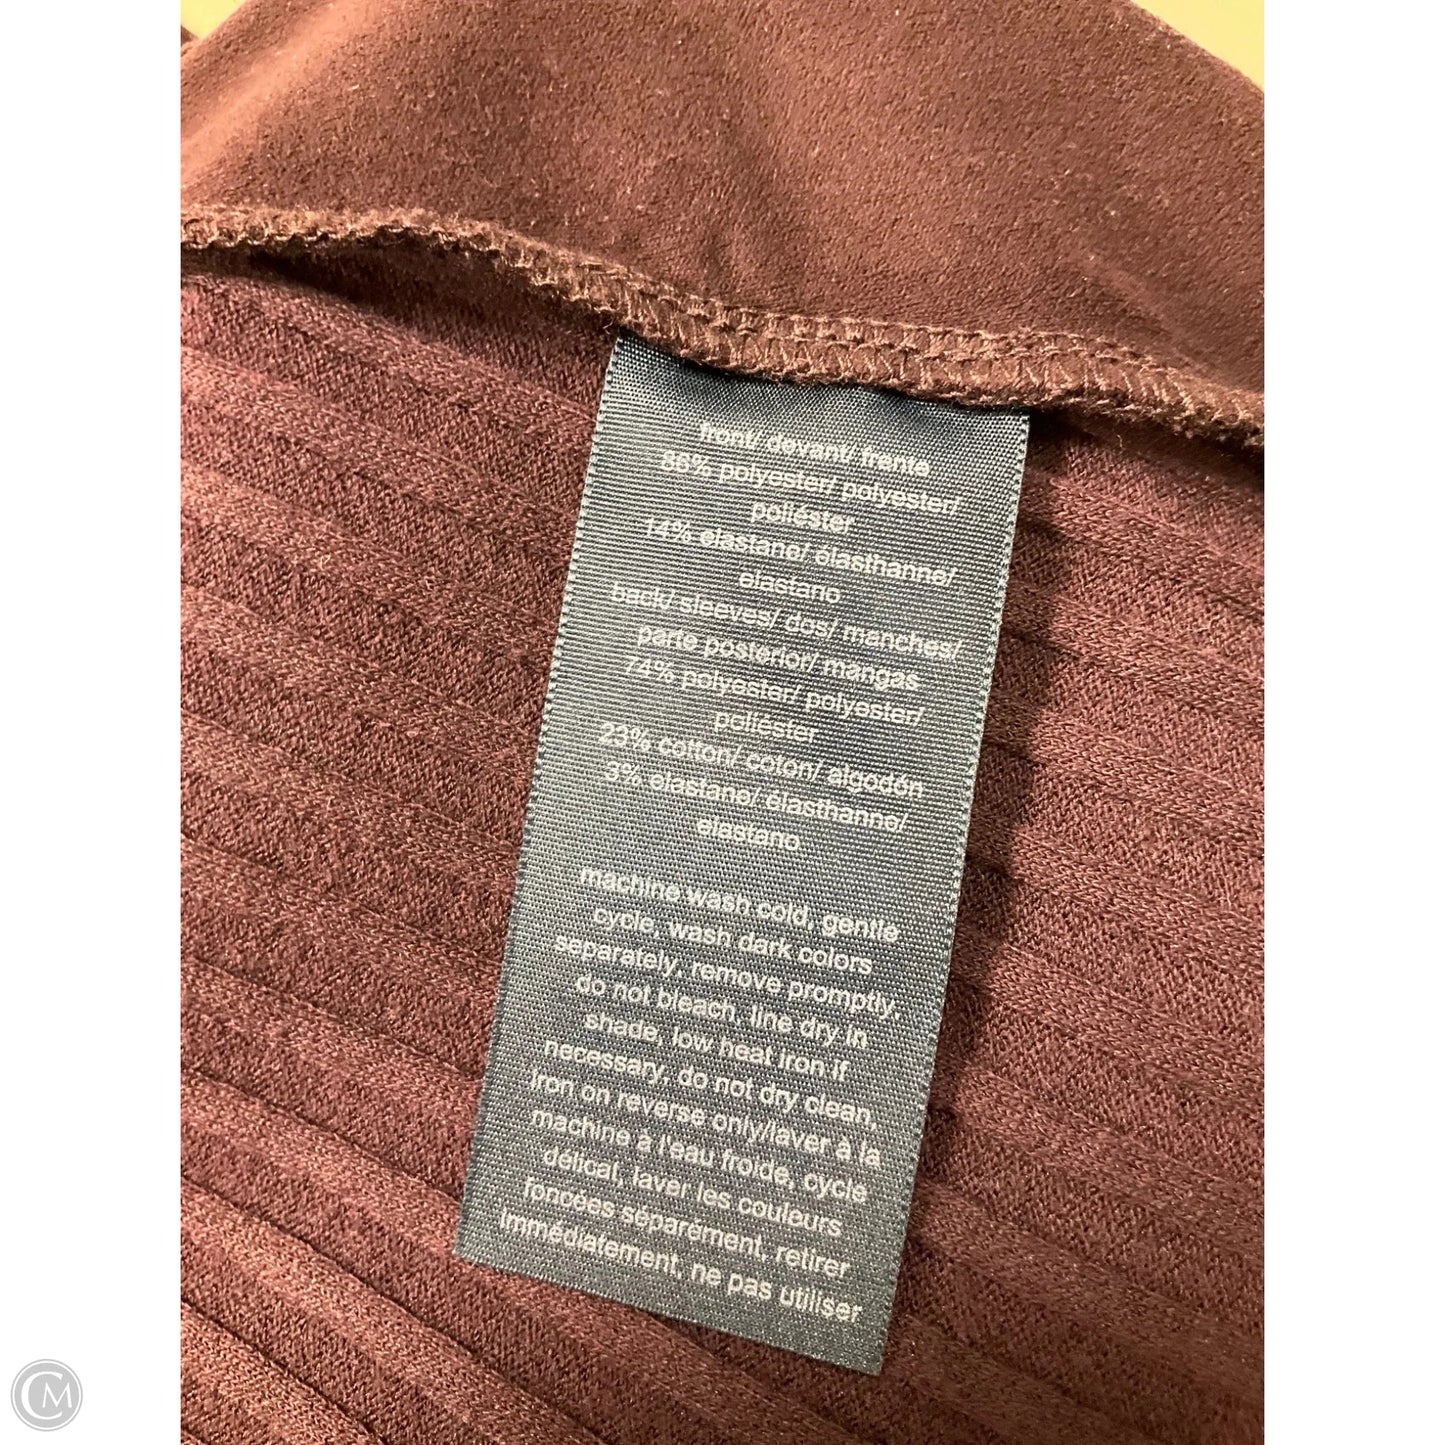 front/ devant/ frente
86% polyester/ polyester/
poliéster
14% elastane/ élasthanne/
elastano
back/ sleeves/ dos/ manches/
parte posterior/ mangas
74% polyester/ polyester/
poliéster
23% cotton/ coton/ algodón
3% elastane/ élasthanne/
elastano
machine wash cold, gentle
cycle, wash dark colors
separately, remove promptly,
do not bleach, line dry in
shade, low heat iron if
necessary, do not dry clean,
iron on reverse only/laver à la
machine à l'eau froide, cycle
délicat, laver les couleurs
foncées séparément, retirer
immédiatement, ne pas utiliser
CM